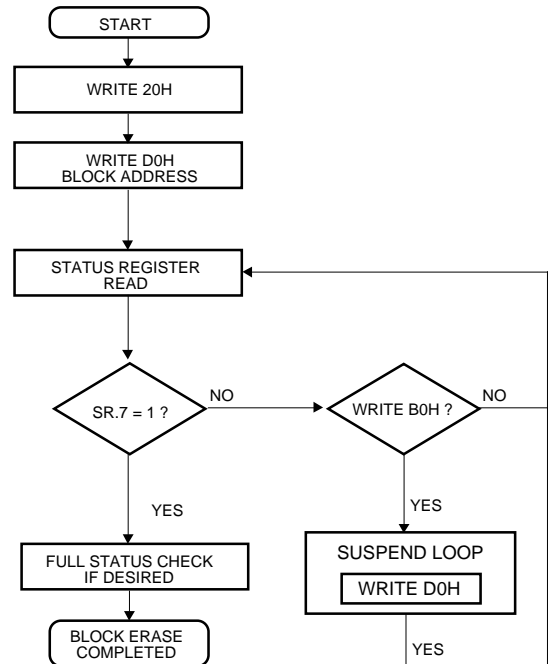 START
WRITE 20H
WRITE D0H
BLOCK ADDRESS
STATUS REGISTER
READ
SR.7 = 1 ?
NO
WRITE B0H ?
NO
YES
YES
FULL STATUS CHECK
IF DESIRED
SUSPEND LOOP
WRITE D0H
BLOCK ERASE
COMPLETED
YES